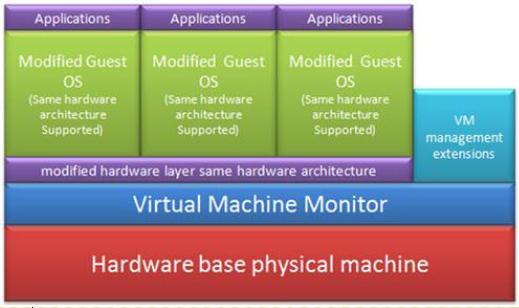 Applications
Applications
Applications
Modified Guest
OS
(Same hardware
architecture
Supported)
Modified Guest
OS
(Same hardware
architecture
Supported)
Modified Guest
OS
(Same hardware
architecture
Supported)
VM
management
extensions
modified hardware layer same hardware architecture
Virtual Machine Monitor
Hardware base physical machine